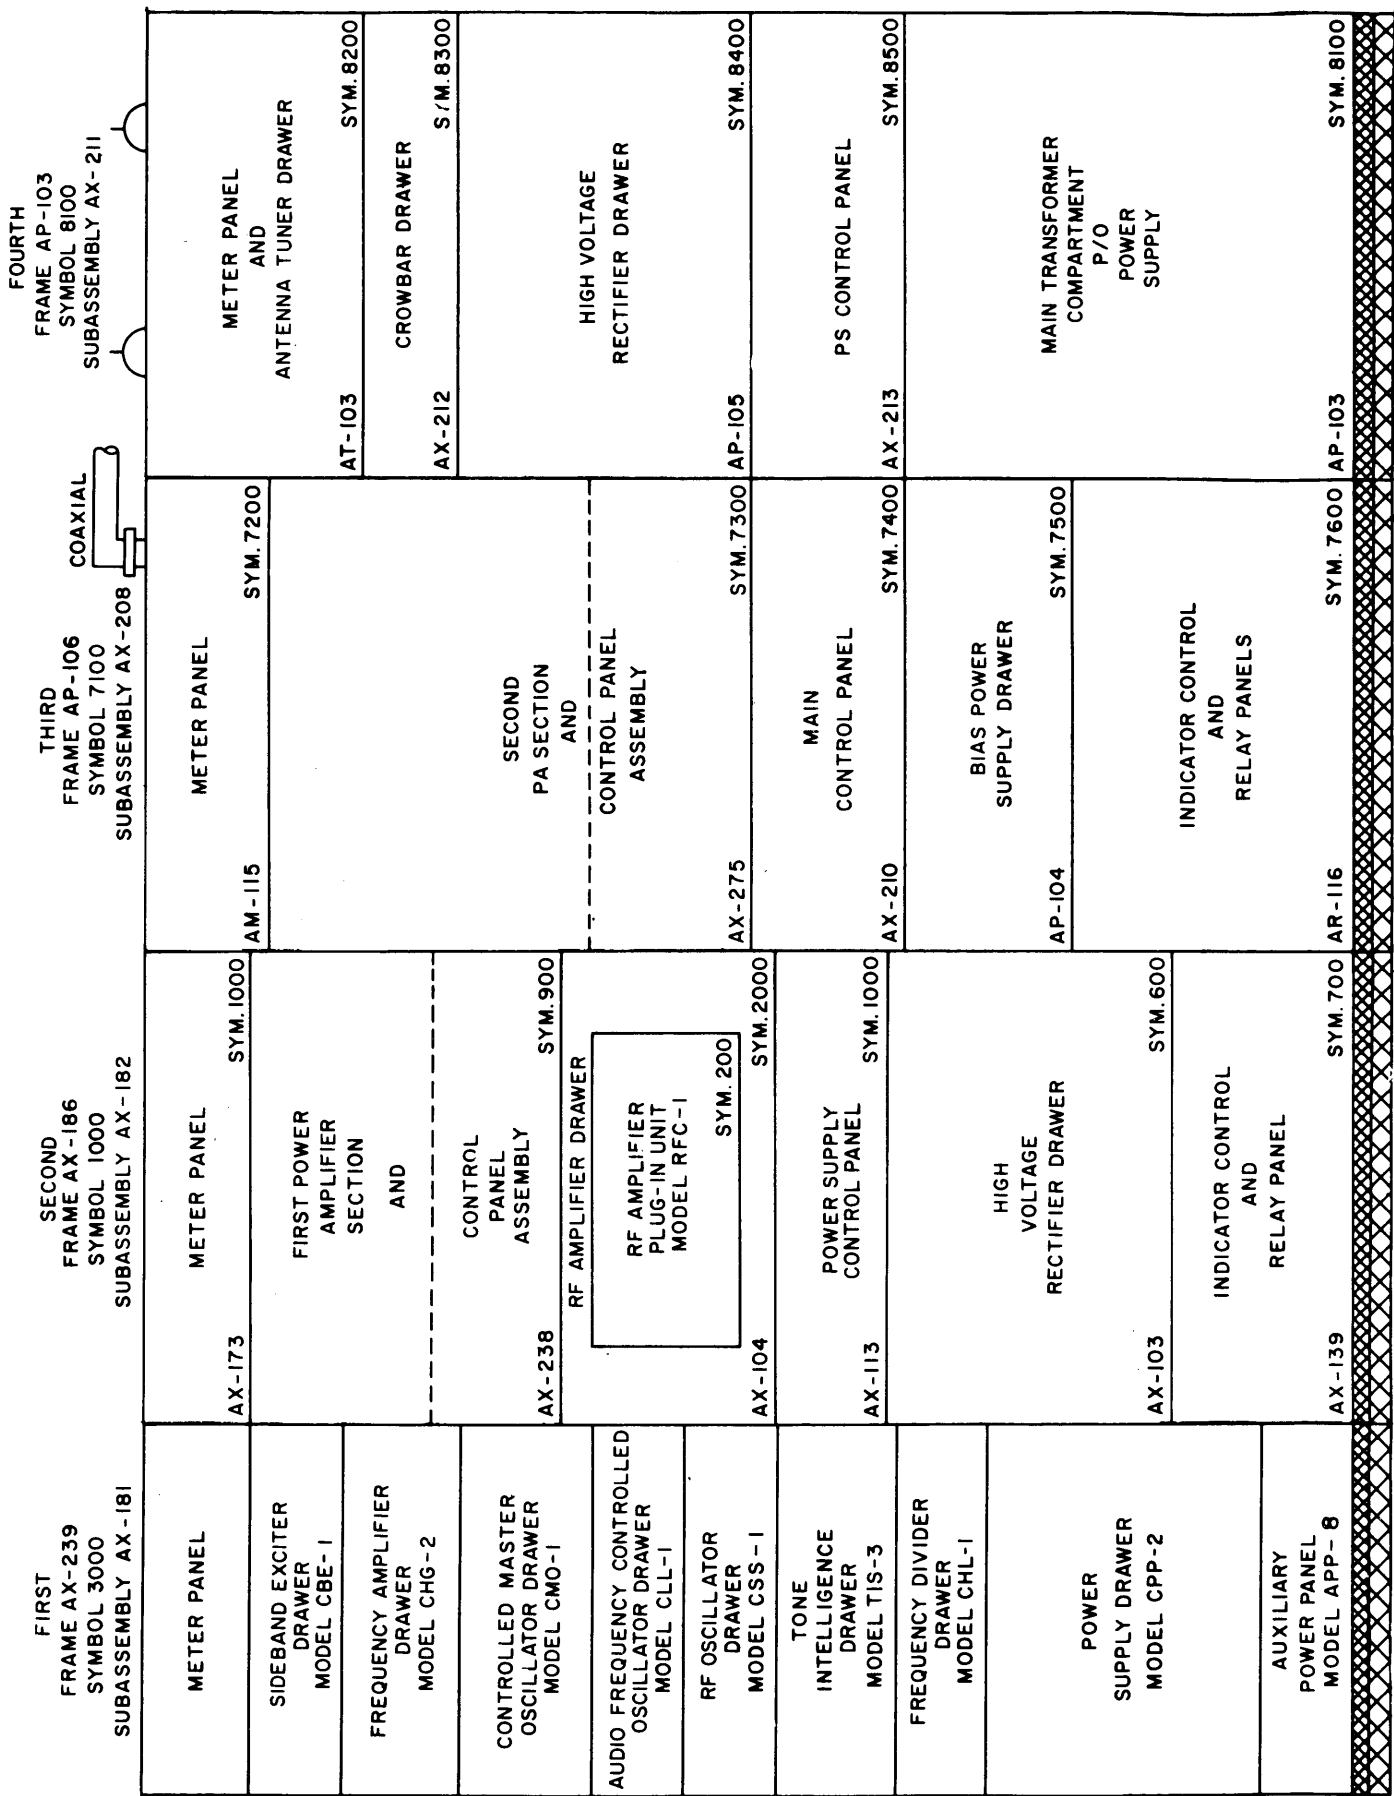 FIRST
FRAME AX-239
SYMBOL 3000
SUBASSEMBLY AX-181
METER PANEL
SIDEBAND EXCITER
DRAWER
MODEL CBE-1
FREQUENCY AMPLIFIER
DRAWER
MODEL CHG-2
CONTROLLED MASTER
OSCILLATOR DRAWER
MODEL CMO-1
AUDIO FREQUENCY CONTROLLED
OSCILLATOR DRAWER
MODEL CLL-1
RF OSCILLATOR
DRAWER
MODEL CSS-1
TONE
INTELLIGENCE
DRAWER
MODEL TIS-3
FREQUENCY DIVIDER
DRAWER
MODEL CHL-1
POWER
SUPPLY DRAWER
MODEL CPP-2
AUXILIARY
POWER PANEL
MODEL APP-8
SECOND
FRAME AX-186
SYMBOL 1000
SUBASSEMBLY AX-182
METER PANEL
AX-173 SYM.1000
FIRST POWER
AMPLIFIER
SECTION
AND
CONTROL
PANEL
ASSEMBLY
AX-238 SYM.900
RF AMPLIFIER DRAWER
RF AMPLIFIER
PLUG-IN UNIT
MODEL RFC-1
SYM.200
AX-104 SYM.2000
POWER SUPPLY
CONTROL PANEL
AX-113 SYM.1000
HIGH
VOLTAGE
RECTIFIER DRAWER
AX-103 SYM.600
INDICATOR CONTROL
AND
RELAY PANEL
AX-139 SYM.700
THIRD
FRAME AP-106
SYMBOL 7100
SUBASSEMBLY AX-208
COAXIAL
METER PANEL
AM-115 SYM.7200
SECOND
PA SECTION
AND
CONTROL PANEL
ASSEMBLY
AX-275 SYM.7300
MAIN
CONTROL PANEL
AX-210 SYM.7400
BIAS POWER
SUPPLY DRAWER
AP-104 SYM.7500
INDICATOR CONTROL
AND
RELAY PANELS
AR-116 SYM.7600
FOURTH
FRAME AP-103
SYMBOL 8100
SUBASSEMBLY AX-211
METER PANEL
AND
ANTENNA TUNER DRAWER
AT-103 SYM.8200
CROWBAR DRAWER
AX-212 SYM.8300
HIGH VOLTAGE
RECTIFIER DRAWER
AP-105 SYM.8400
PS CONTROL PANEL
AX-213 SYM.8500
MAIN TRANSFORMER
COMPARTMENT
P/O
POWER
SUPPLY
AP-103 SYM.8100